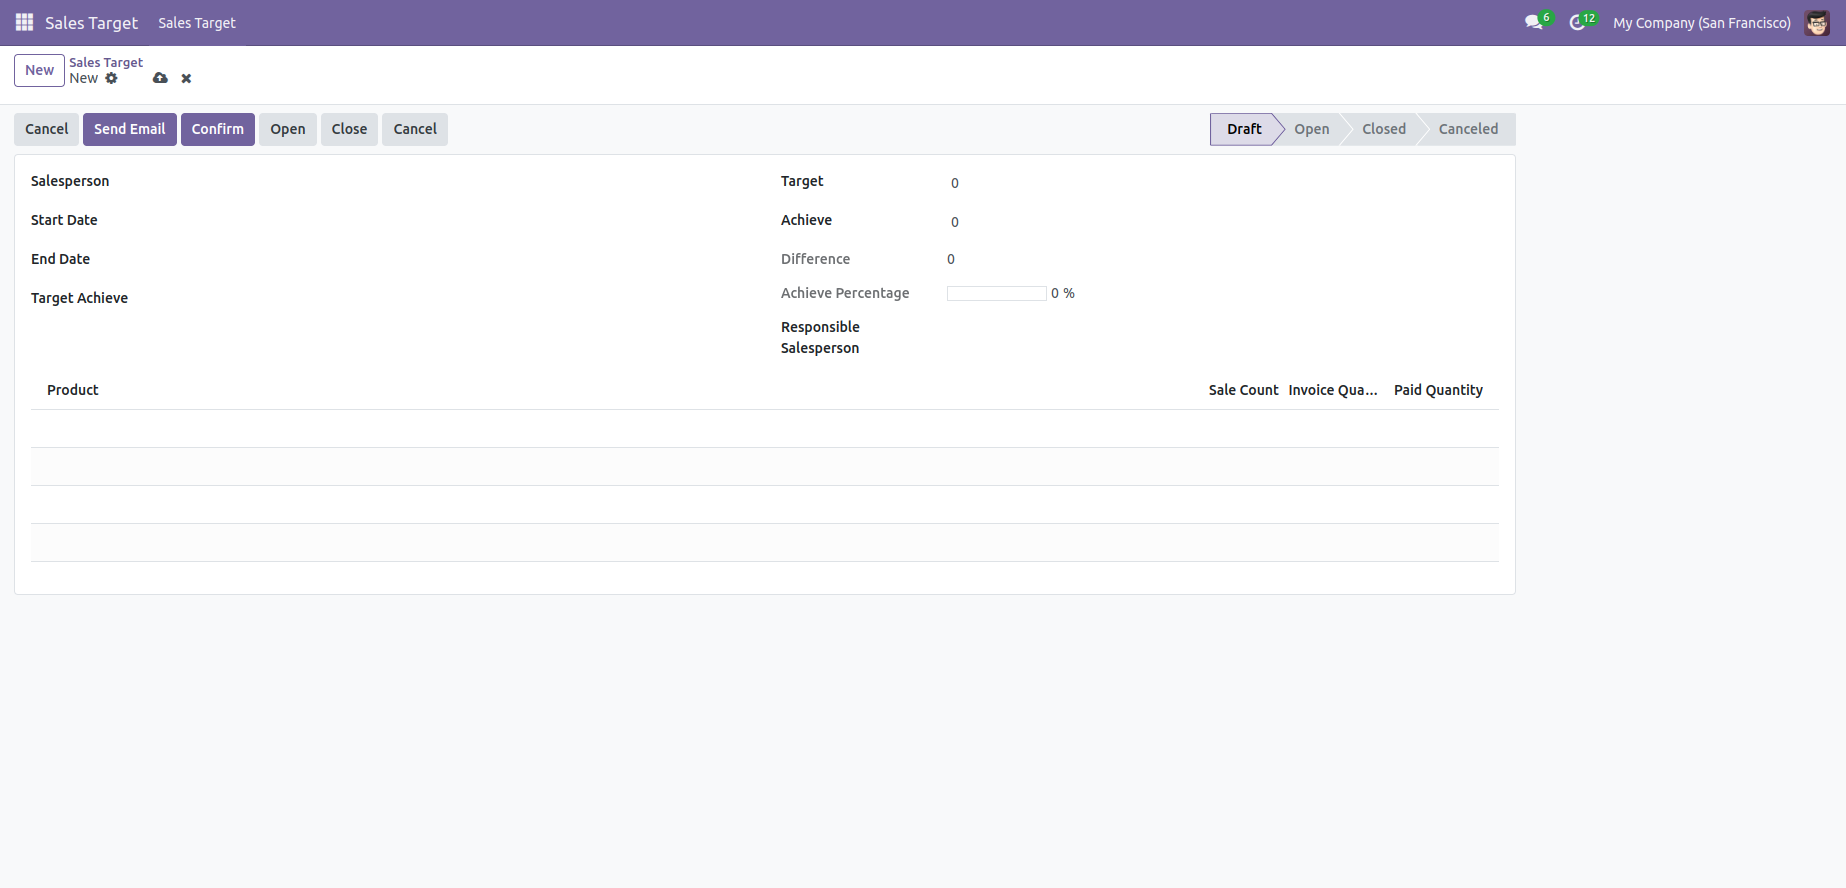 Sales Target Sales Target 6 12 My Company (San Francisco)
New Sales Target
New
Cancel Send Email Confirm Open Close Cancel Draft Open Closed Canceled
Salesperson Target 0
Start Date Achieve 0
End Date Difference 0
Target Achieve Achieve Percentage 0 %
Responsible
Salesperson
Product Sale Count Invoice Qua... Paid Quantity